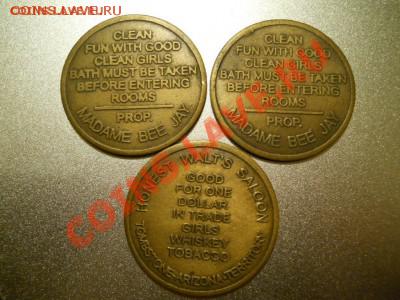 COINS.LAVE.RU
CLEAN
FUN WITH GOOD
CLEAN GIRLS
BATH MUST BE TAKEN
BEFORE ENTERING
ROOMS
PROP.
MADAME BEE JAY
CLEAN
FUN WITH GOOD
CLEAN GIRLS
BATH MUST BE TAKEN
BEFORE ENTERING
ROOMS
PROP.
MADAME BEE JAY
HONEST WALT'S SALOON
GOOD
FOR ONE
DOLLAR
IN TRADE
GIRLS
WHISKEY
TOBACCO
TOMBSTONE-ARIZONA-TERRITORY
COINS.LAVE.RU